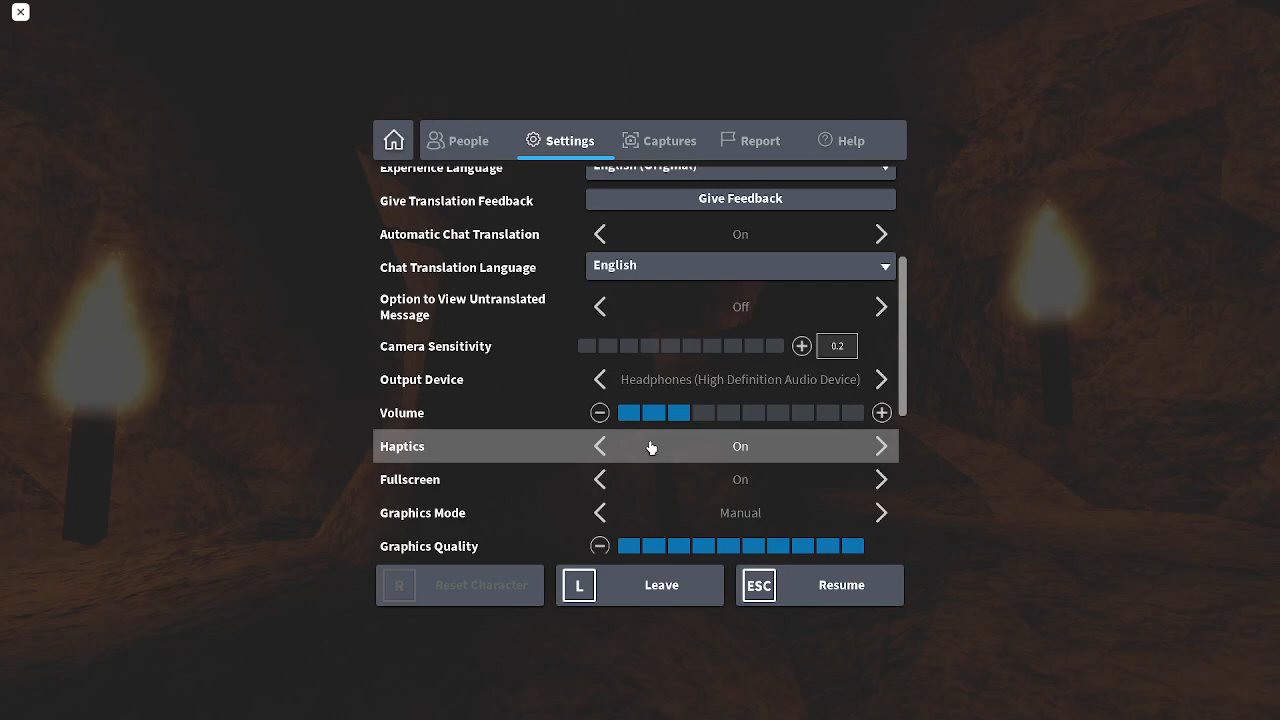 People
Settings
Captures
Report
Help
Experience Language
English (Original)
Give Translation Feedback
Give Feedback
Automatic Chat Translation
On
Chat Translation Language
English
Option to View Untranslated
Message
Off
Camera Sensitivity
0.2
Output Device
Headphones (High Definition Audio Device)
Volume
Haptics
On
Fullscreen
On
Graphics Mode
Manual
Graphics Quality
R
Reset Character
L
Leave
ESC
Resume